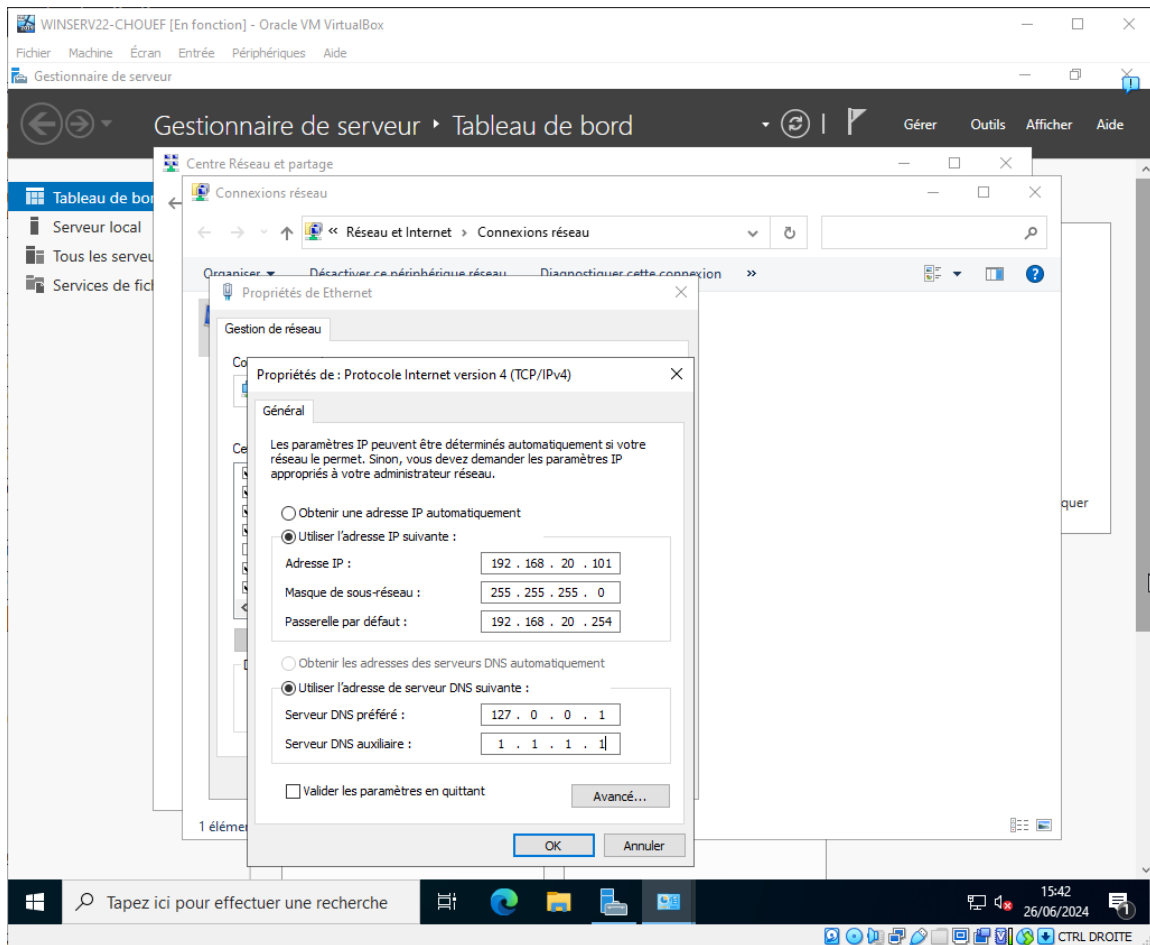 WINSERV22-CHOUEF [En fonction] - Oracle VM VirtualBox
Fichier Machine Écran Entrée Périphériques Aide
Gestionnaire de serveur
Gestionnaire de serveur ‣ Tableau de bord
Gérer Outils Afficher Aide
Centre Réseau et partage
Tableau de bor
Connexions réseau
Serveur local
« Réseau et Internet > Connexions réseau
Tous les serveu
Services de fich
Organiser Désactiver ce périphérique réseau Diagnostiquer cette connexion »
Propriétés de Ethernet
Gestion de réseau
Co
Propriétés de : Protocole Internet version 4 (TCP/IPv4)
Général
Ce
Les paramètres IP peuvent être déterminés automatiquement si votre
réseau le permet. Sinon, vous devez demander les paramètres IP
appropriés à votre administrateur réseau.
quer
Obtenir une adresse IP automatiquement
Utiliser l'adresse IP suivante :
Adresse IP : 192 . 168 . 20 . 101
Masque de sous-réseau : 255 . 255 . 255 . 0
Passerelle par défaut : 192 . 168 . 20 . 254
Obtenir les adresses des serveurs DNS automatiquement
Utiliser l'adresse de serveur DNS suivante :
Serveur DNS préféré : 127 . 0 . 0 . 1
Serveur DNS auxiliaire : 1 . 1 . 1 . 1
Valider les paramètres en quittant
Avancé...
1 élémen
OK Annuler
Tapez ici pour effectuer une recherche
15:42
26/06/2024
1
CTRL DROITE